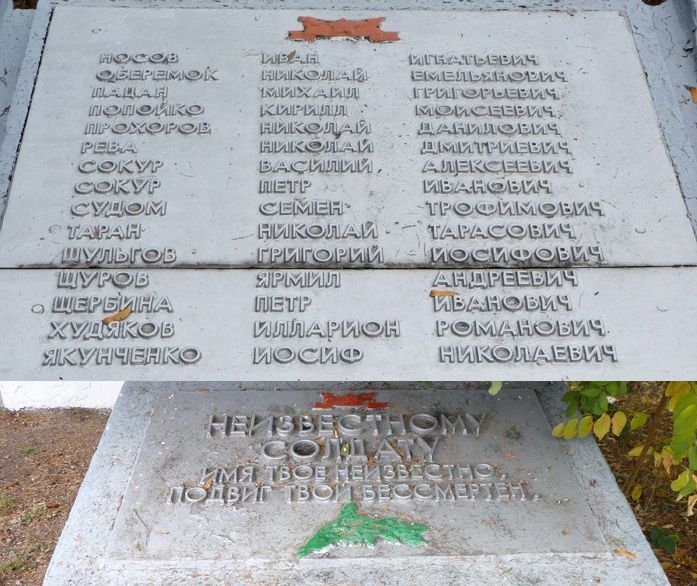 НОСОВ ИВАН ИГНАТЬЕВИЧ
ОБЕРЕМОК НИКОЛАЙ ЕМЕЛЬЯНОВИЧ
ПАЦАН МИХАИЛ ГРИГОРЬЕВИЧ
ПОПОЙКО КИРИЛЛ МОИСЕЕВИЧ
ПРОХОРОВ НИКОЛАЙ ДАНИЛОВИЧ
РЕВА НИКОЛАЙ ДМИТРИЕВИЧ
СОКУР ВАСИЛИЙ АЛЕКСЕЕВИЧ
СОКУР ПЕТР ИВАНОВИЧ
СУДОМ СЕМЕН ТРОФИМОВИЧ
ТАРАН НИКОЛАЙ ТАРАСОВИЧ
ШУЛЬГОВ ГРИГОРИЙ ИОСИФОВИЧ
ЩУРОВ ЯРМИЛ АНДРЕЕВИЧ
ЩЕРБИНА ПЕТР ИВАНОВИЧ
ХУДЯКОВ ИЛЛАРИОН РОМАНОВИЧ
ЯКУНЧЕНКО ИОСИФ НИКОЛАЕВИЧ
НЕИЗВЕСТНОМУ
СОЛДАТУ
ИМЯ ТВОЕ НЕИЗВЕСТНО,
ПОДВИГ ТВОЙ БЕССМЕРТЕН.